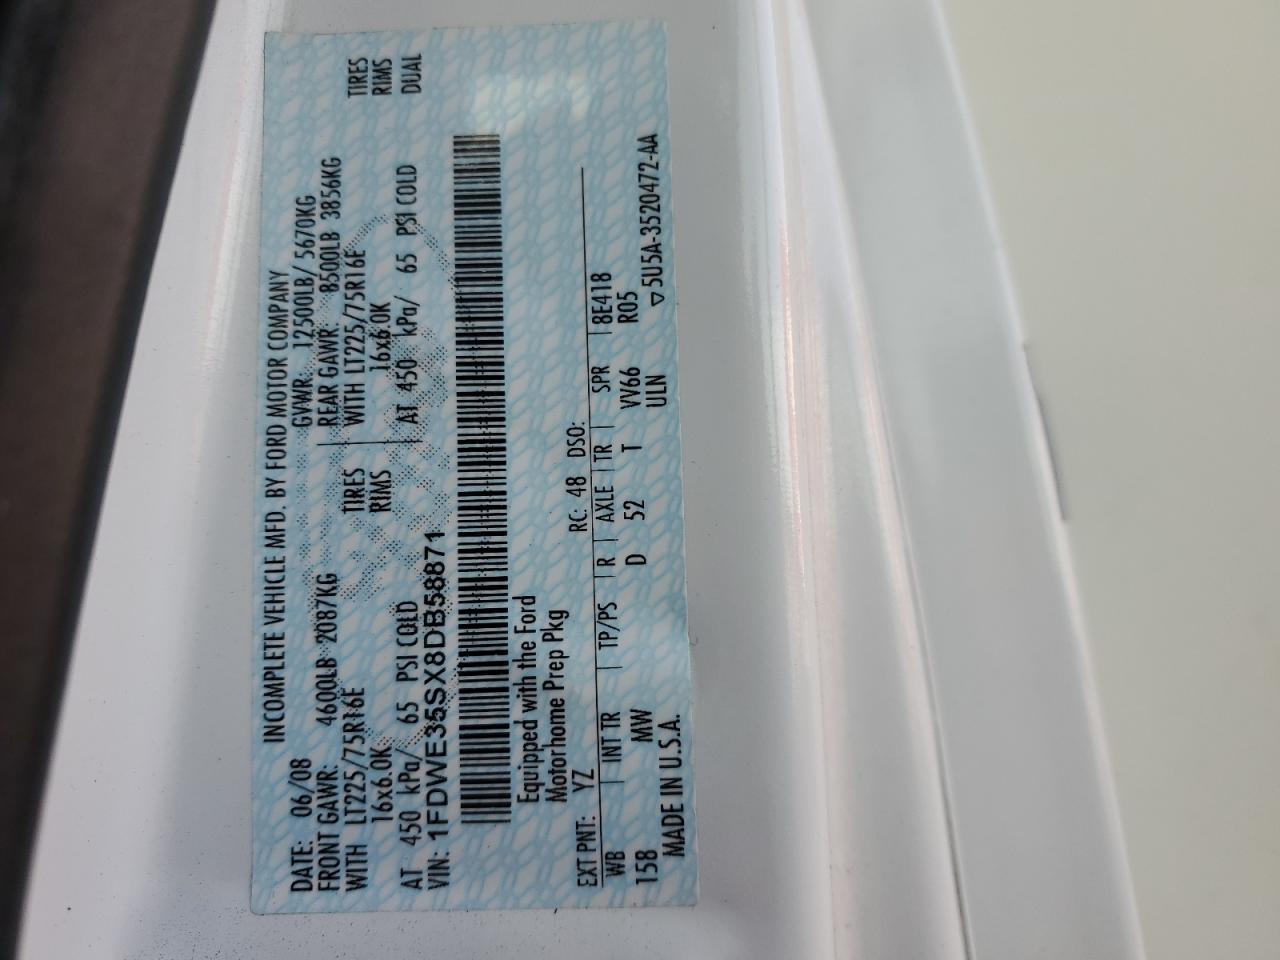 INCOMPLETE VEHICLE MFD. BY FORD MOTOR COMPANY
DATE: 06/08 GVWR: 12500LB/ 5670KG
FRONT GAWR: 4600LB 2087KG REAR GAWR: 8500LB 3856KG
WITH LT225/75R16E TIRES WITH LT225/75R16E TIRES
16x6.0K RIMS 16x6.0K RIMS
AT 450 kPa/ 65 PSI COLD AT 450 kPa/ 65 PSI COLD DUAL
VIN: 1FDWE35SX8DB58871
Equipped with the Ford
Motorhome Prep Pkg
EXT PNT: YZ RC: 48 DSO:
WB INT TR TP/PS R AXLE TR SPR 8E418
158 MW D 52 T VV66 R05
MADE IN U.S.A. ULN ▽5U5A-3520472-AA